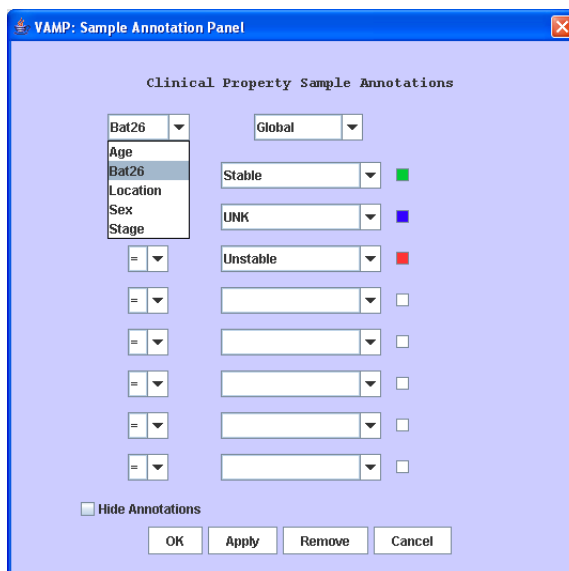 VAMP: Sample Annotation Panel
Clinical Property Sample Annotations
Bat26 Global
Age
Bat26 Stable
Location
Sex UNK
Stage
= Unstable
=
=
=
=
=
Hide Annotations
OK Apply Remove Cancel